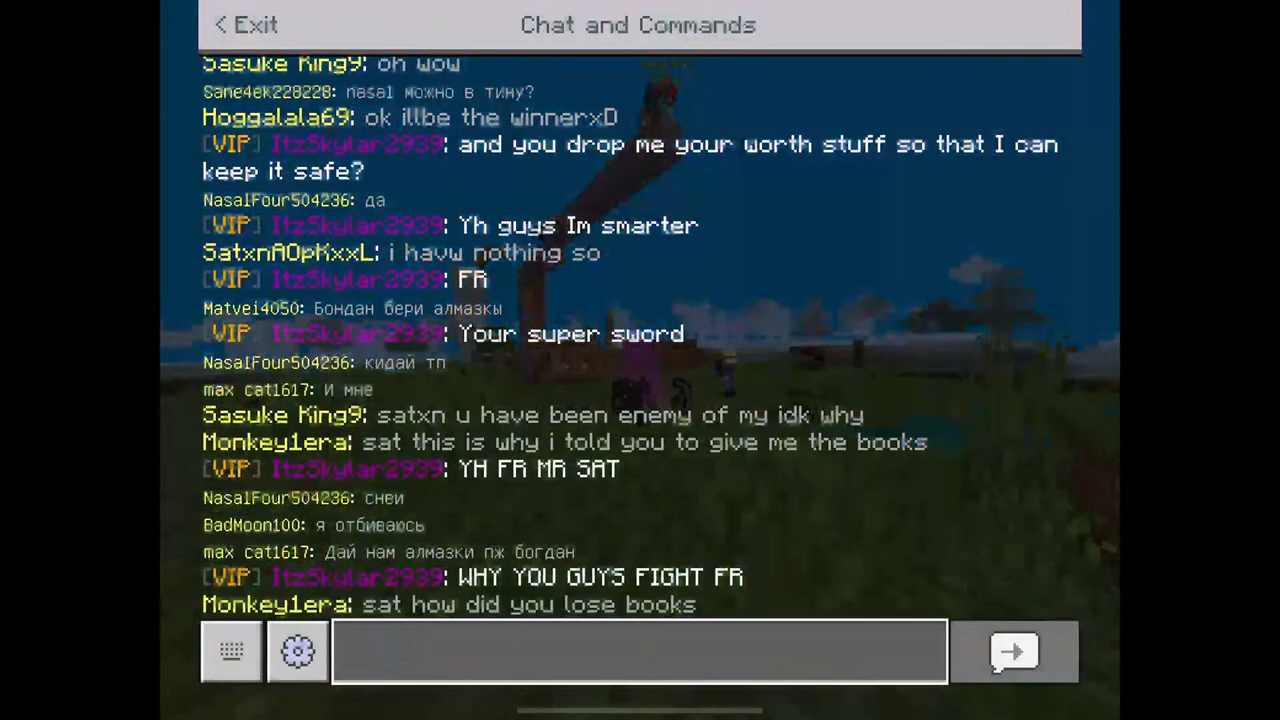 < Exit
Chat and Commands
Sasuke King9: oh wow
Sane4ek228228: nasal можно в тиму?
Hoggalala69: ok illbe the winnerxD
[VIP] ItzSkylar2939: and you drop me your worth stuff so that I can
keep it safe?
NasalFour504236: да
[VIP] ItzSkylar2939: Yh guys Im smarter
SatxnAOpKxxL: i havw nothing so
[VIP] ItzSkylar2939: FR
Matvei4050: Бондан бери алмазкы
[VIP] ItzSkylar2939: Your super sword
NasalFour504236: кидай тп
max cat1617: И мне
Sasuke King9: satxn u have been enemy of my idk why
Monkey1era: sat this is why i told you to give me the books
[VIP] ItzSkylar2939: YH FR MR SAT
NasalFour504236: снеи
BadMoon100: я отбиваюсь
max cat1617: Дай нам алмазки пж богдан
[VIP] ItzSkylar2939: WHY YOU GUYS FIGHT FR
Monkey1era: sat how did you lose books